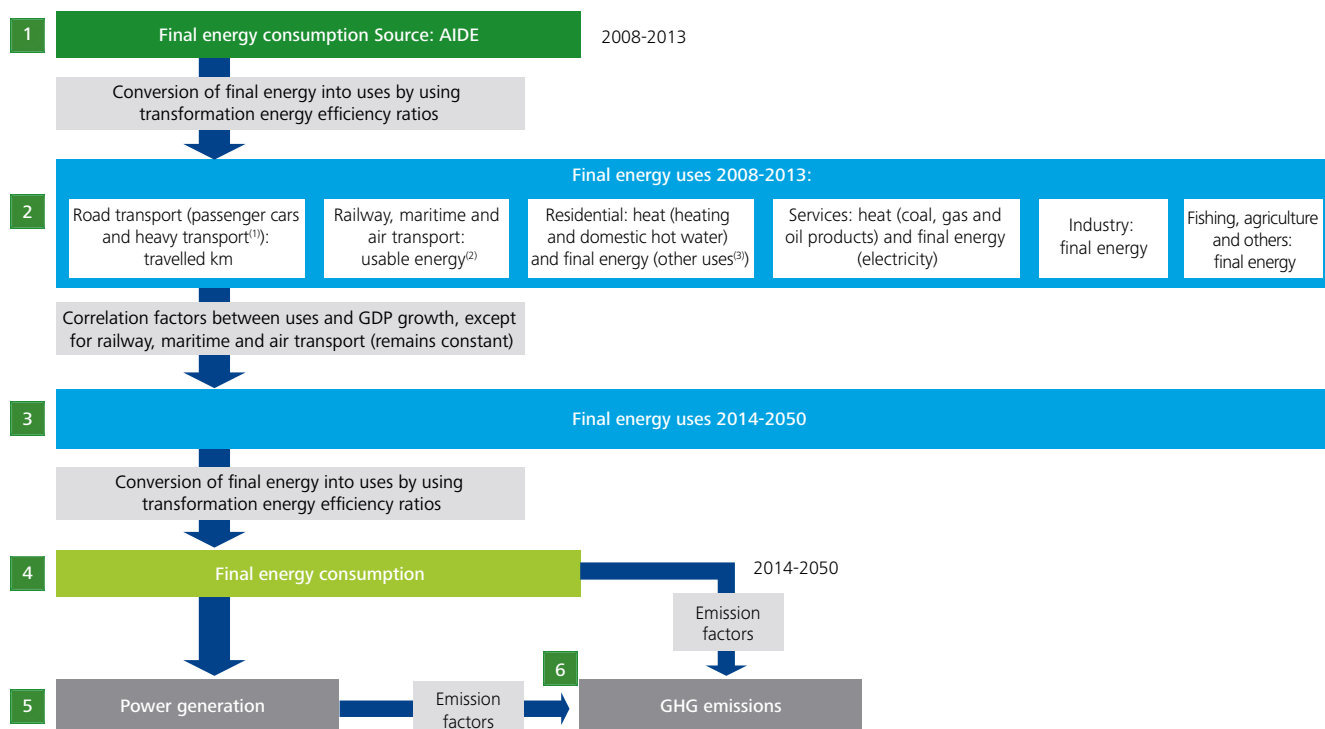 1
Final energy consumption Source: AIDE
2008-2013
Conversion of final energy into uses by using
transformation energy efficiency ratios
2
Final energy uses 2008-2013:
Road transport (passenger cars
and heavy transport(1)):
travelled km
Railway, maritime and
air transport:
usable energy(2)
Residential: heat (heating
and domestic hot water)
and final energy (other uses(3))
Services: heat (coal, gas and
oil products) and final energy
(electricity)
Industry:
final energy
Fishing, agriculture
and others:
final energy
Correlation factors between uses and GDP growth, except
for railway, maritime and air transport (remains constant)
3
Final energy uses 2014-2050
Conversion of final energy into uses by using
transformation energy efficiency ratios
4
Final energy consumption
2014-2050
Emission
factors
5
Power generation
Emission
factors
6
GHG emissions